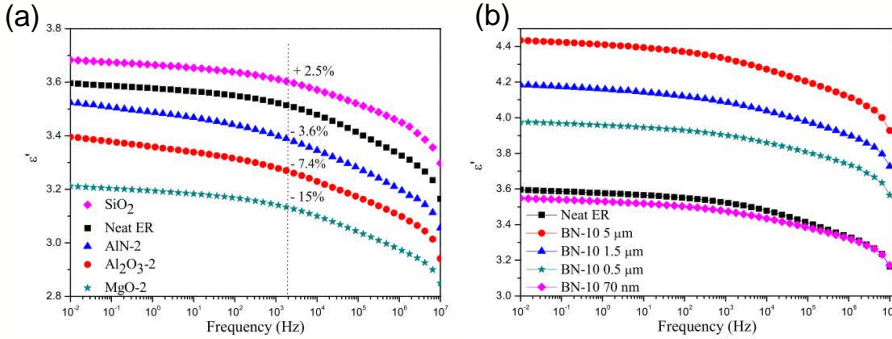 (a)
3.8
3.6
3.4
3.2
3.0
2.8
ε'
+ 2.5%
- 3.6%
- 7.4%
- 15%
SiO₂
Neat ER
AlN-2
Al₂O₃-2
MgO-2
10⁻² 10⁻¹ 10⁰ 10¹ 10² 10³ 10⁴ 10⁵ 10⁶ 10⁷
Frequency (Hz)
(b)
4.4
4.2
4.0
3.8
3.6
3.4
3.2
3.0
ε'
Neat ER
BN-10 5 μm
BN-10 1.5 μm
BN-10 0.5 μm
BN-10 70 nm
10⁻² 10⁻¹ 10⁰ 10¹ 10² 10³ 10⁴ 10⁵ 10⁶ 10
Frequency (Hz)